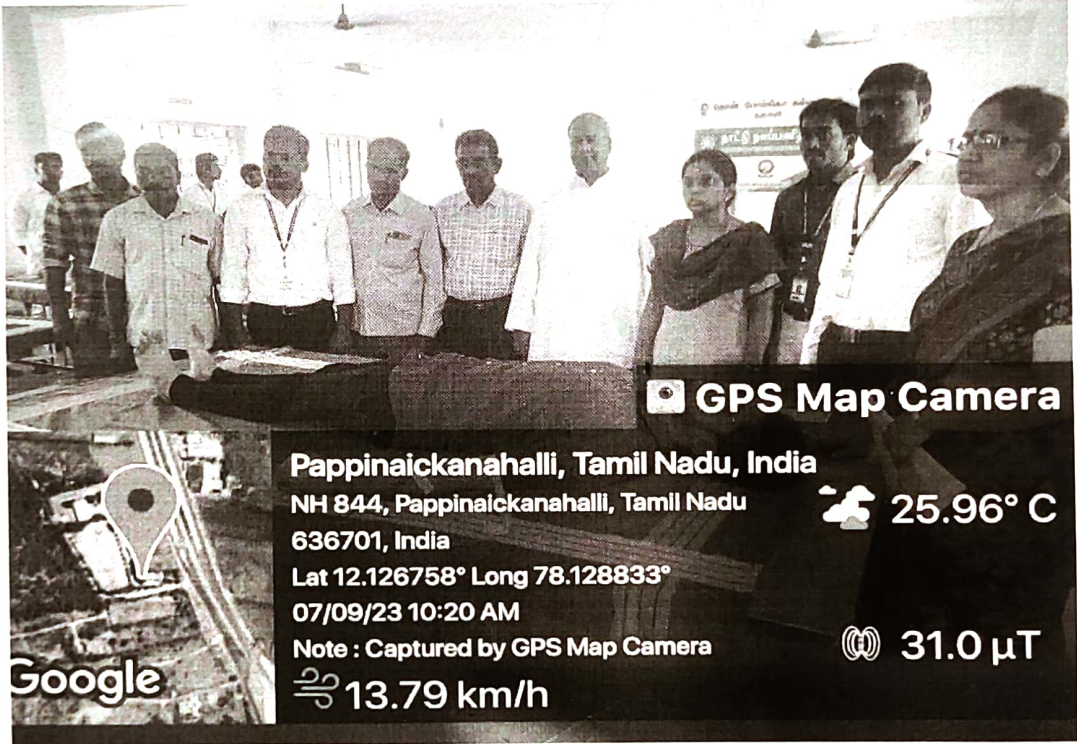 தொன் போஸ்கோ
நாட்டு நலப்பணி
GPS Map Camera
Pappinaickanahalli, Tamil Nadu, India
NH 844, Pappinaickanahalli, Tamil Nadu
636701, India
Lat 12.126758° Long 78.128833°
07/09/23 10:20 AM
Note : Captured by GPS Map Camera
25.96° C
31.0 µT
13.79 km/h
Google